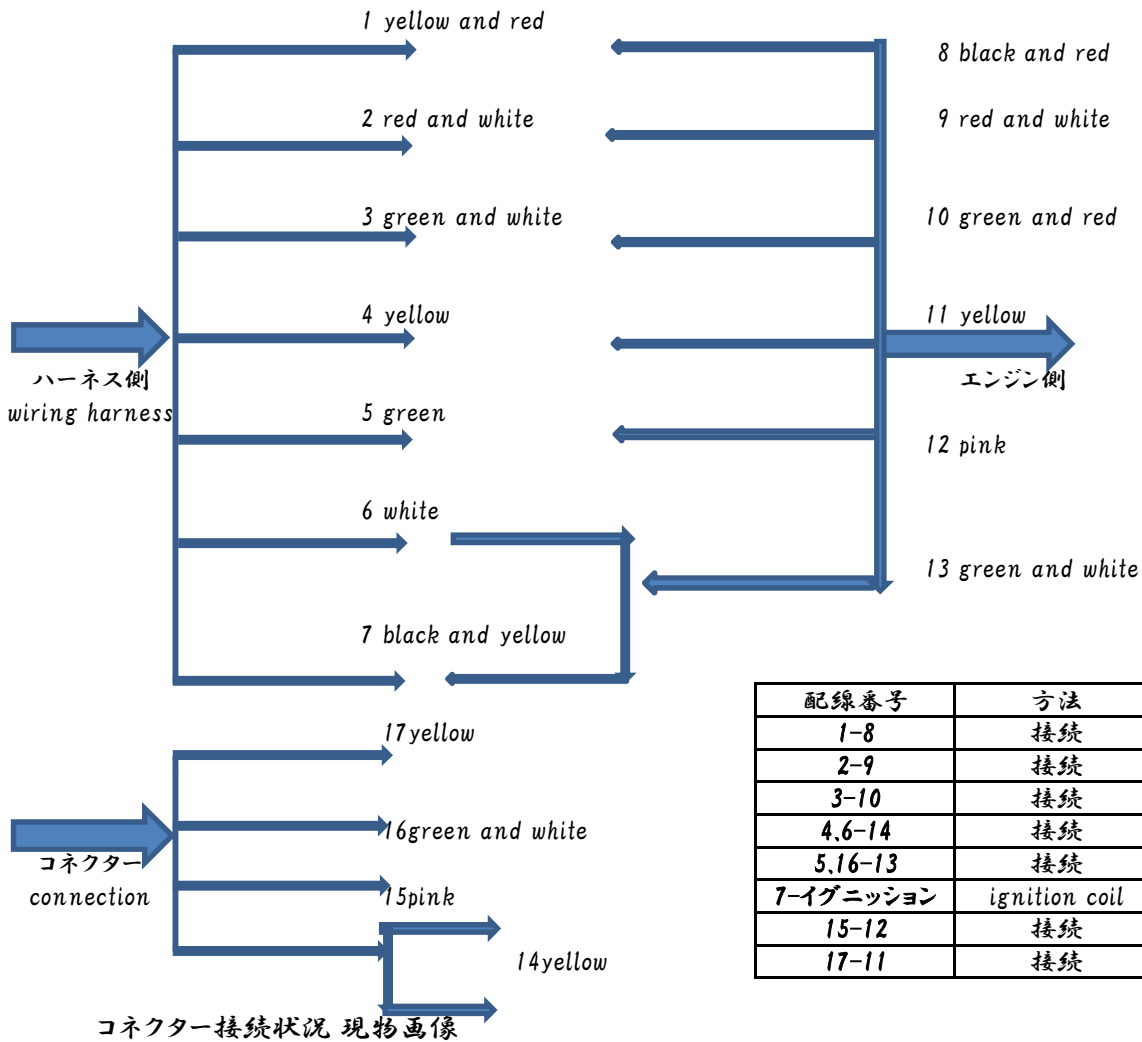 1 yellow and red
8 black and red
2 red and white
9 red and white
3 green and white
10 green and red
4 yellow
11 yellow
ハーネス側
wiring harness
エンジン側
5 green
12 pink
6 white
13 green and white
7 black and yellow
17yellow
16green and white
コネクター
connection
15pink
14yellow
コネクター接続状況 現物画像
配線番号 方法
1-8 接続
2-9 接続
3-10 接続
4、6-14 接続
5、16-13 接続
7-イグニッション ignition coil
15-12 接続
17-11 接続